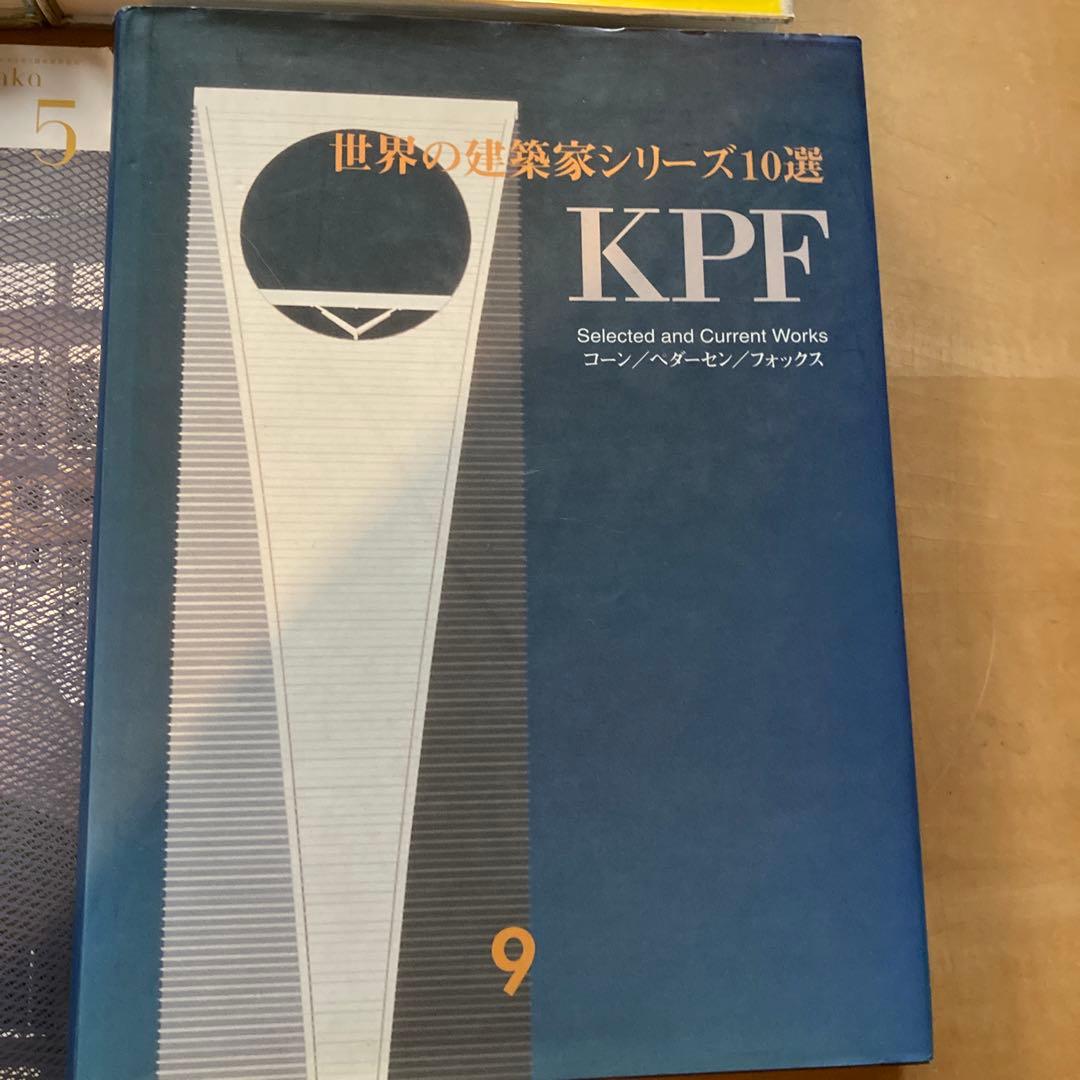 aka
5
世界の建築家シリーズ10選
KPF
Selected and Current Works
コーン／ペダーセン／フォックス
9